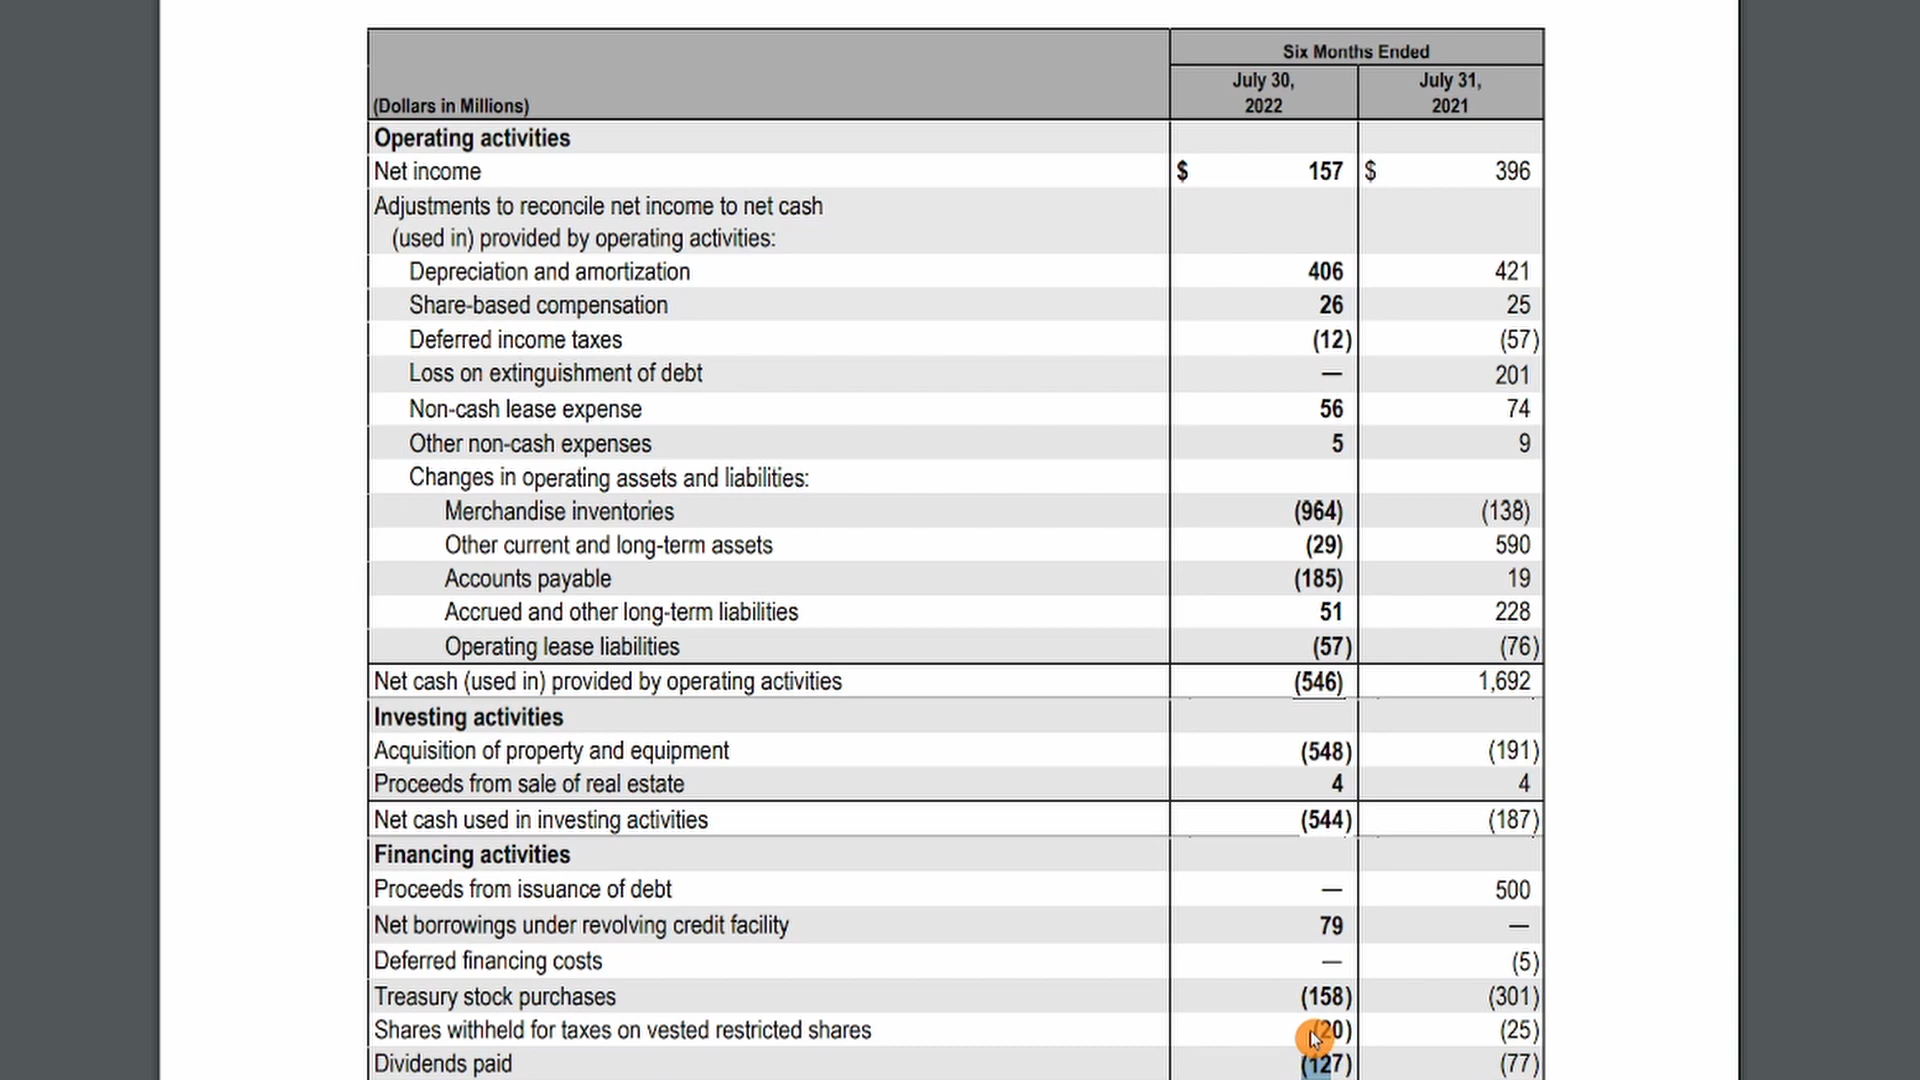 Six Months Ended
(Dollars in Millions) July 30, 2022 July 31, 2021
Operating activities
Net income $ 157 $ 396
Adjustments to reconcile net income to net cash
(used in) provided by operating activities:
Depreciation and amortization 406 421
Share-based compensation 26 25
Deferred income taxes (12) (57)
Loss on extinguishment of debt — 201
Non-cash lease expense 56 74
Other non-cash expenses 5 9
Changes in operating assets and liabilities:
Merchandise inventories (964) (138)
Other current and long-term assets (29) 590
Accounts payable (185) 19
Accrued and other long-term liabilities 51 228
Operating lease liabilities (57) (76)
Net cash (used in) provided by operating activities (546) 1,692
Investing activities
Acquisition of property and equipment (548) (191)
Proceeds from sale of real estate 4 4
Net cash used in investing activities (544) (187)
Financing activities
Proceeds from issuance of debt — 500
Net borrowings under revolving credit facility 79 —
Deferred financing costs — (5)
Treasury stock purchases (158) (301)
Shares withheld for taxes on vested restricted shares (20) (25)
Dividends paid (127) (77)